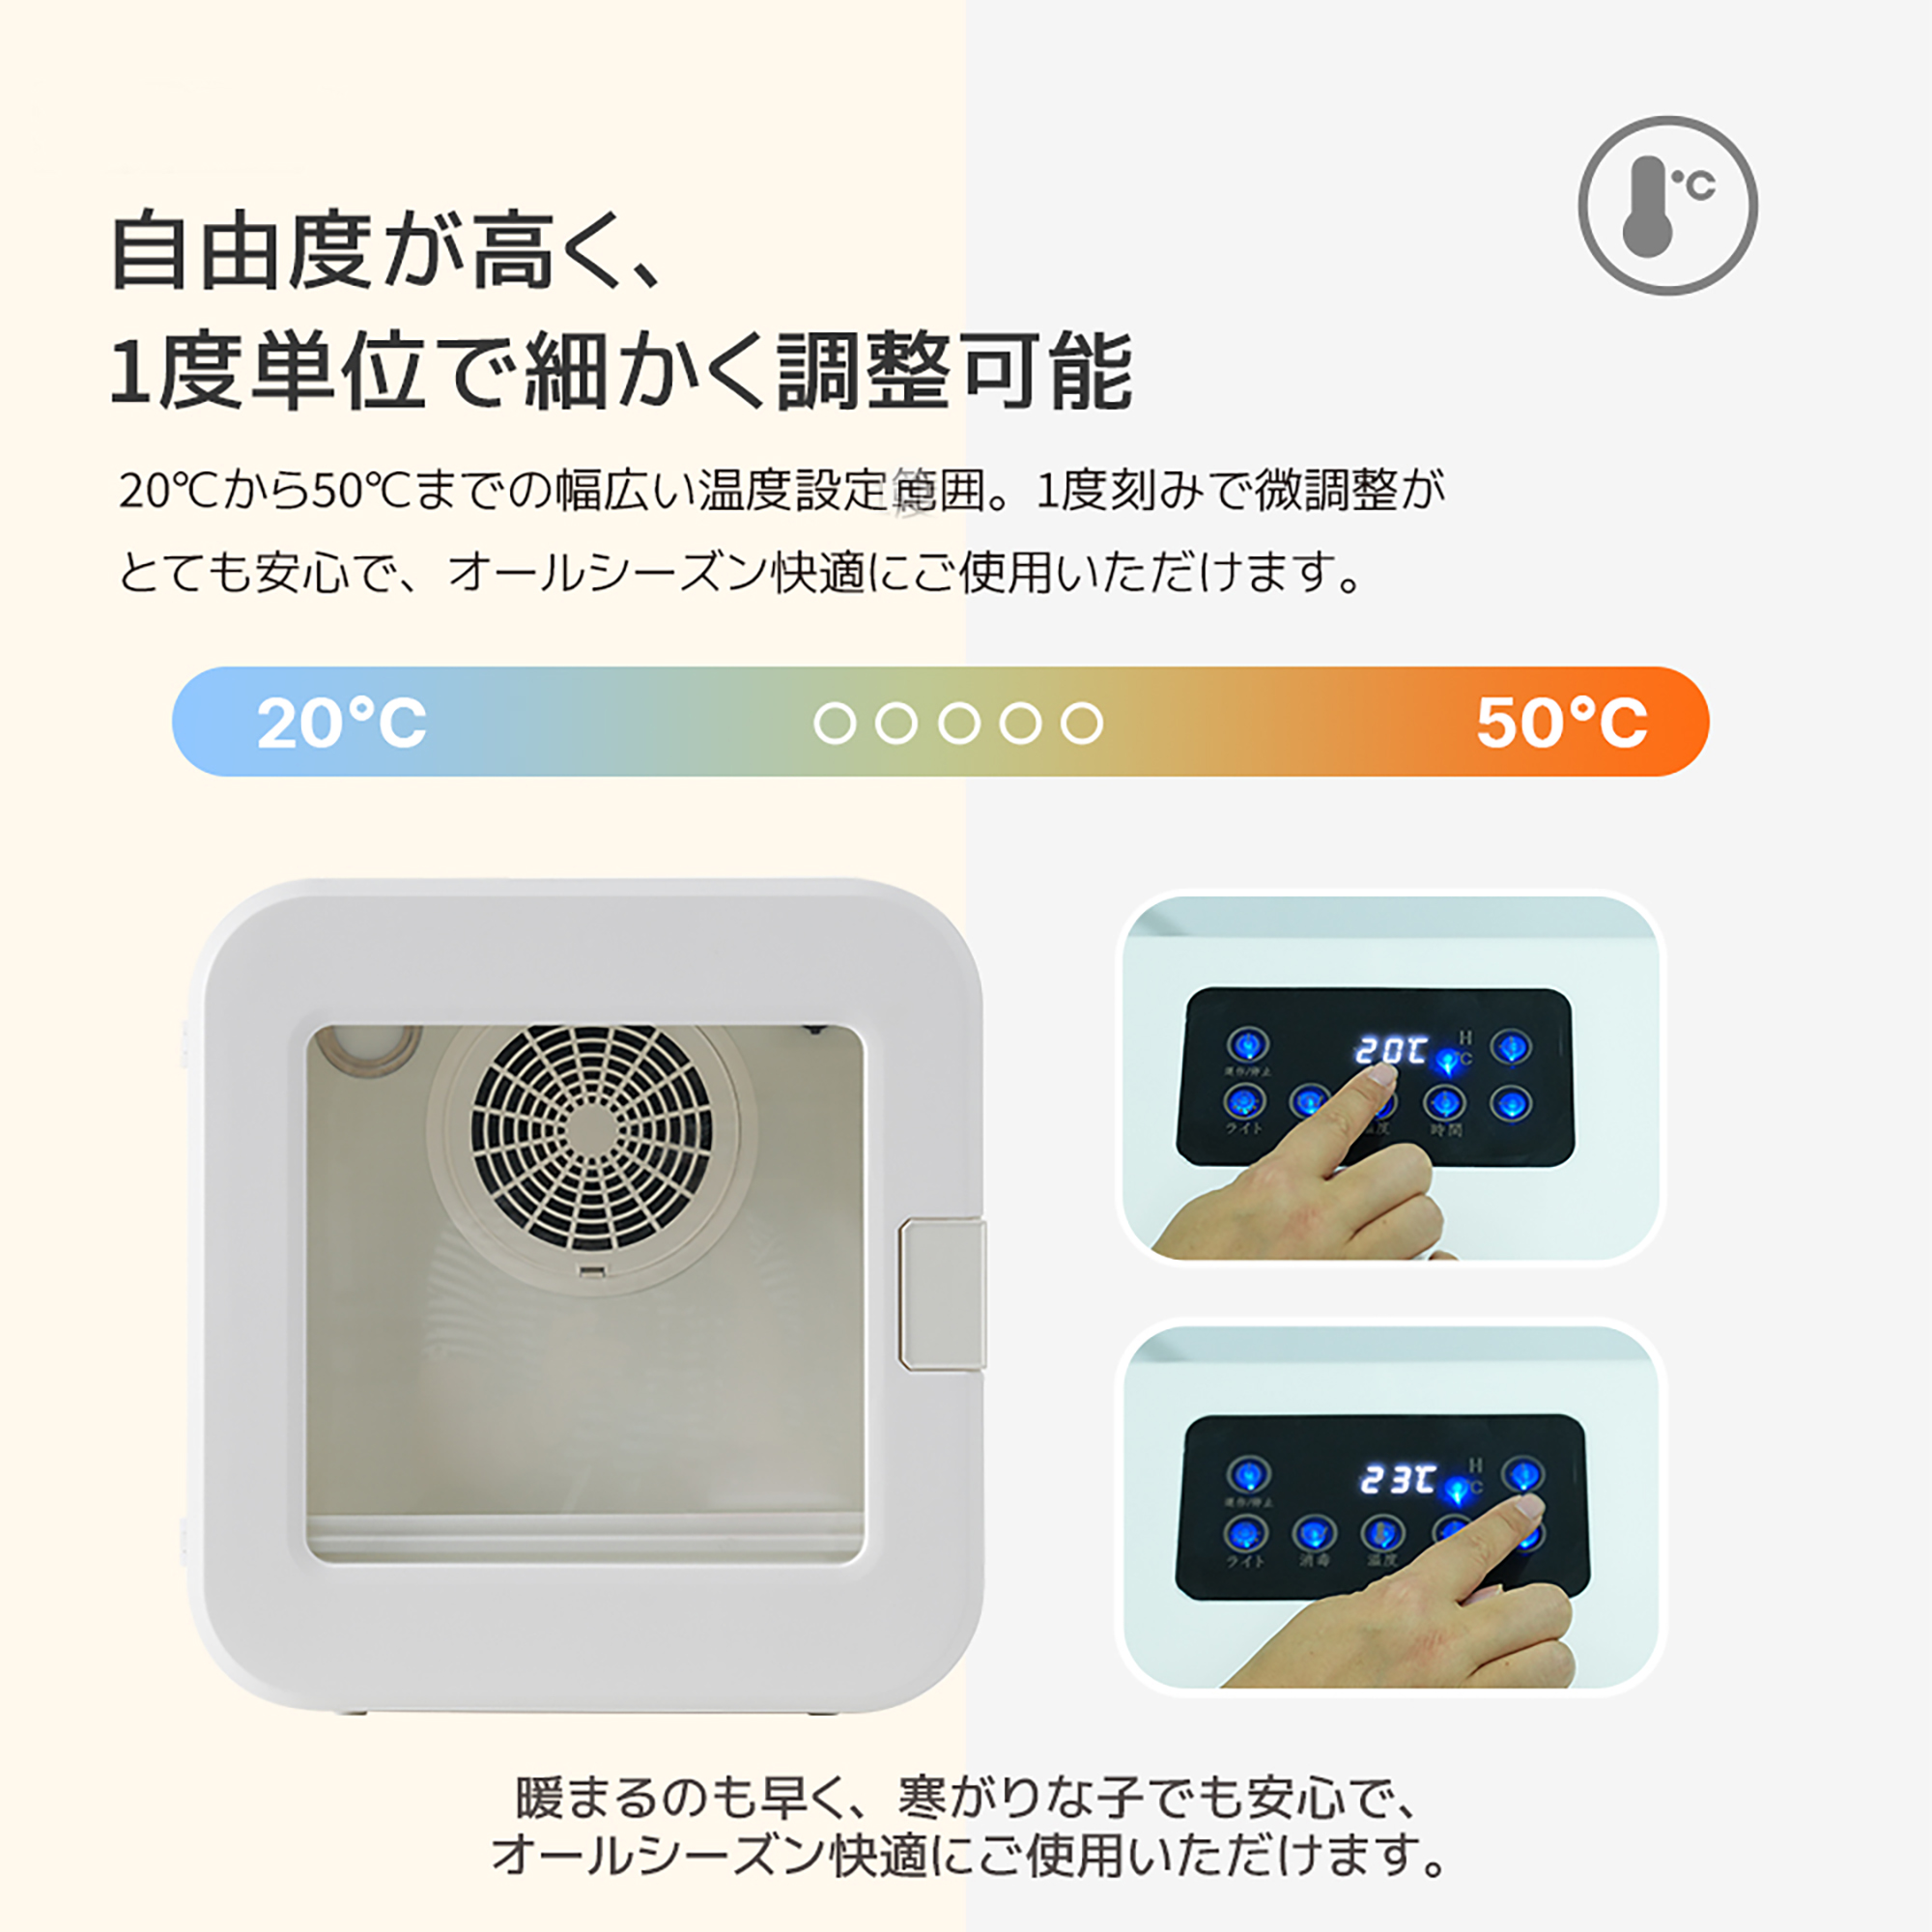 °C
自由度が高く、
1度単位で細かく調整可能
20℃から50℃までの幅広い温度設定範囲。1度刻みで微調整が
とても安心で、オールシーズン快適にご使用いただけます。
20°C
50°C
20℃
H
°C
ライト
時間
23℃
H
°C
ライト 消毒 温度
暖まるのも早く、寒がりな子でも安心で、
オールシーズン快適にご使用いただけます。